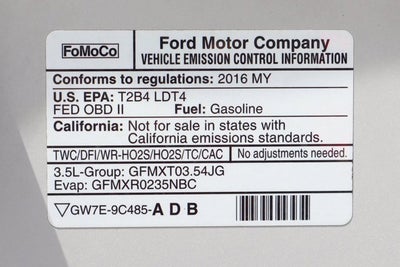 FoMoCo
Ford Motor Company
VEHICLE EMISSION CONTROL INFORMATION
Conforms to regulations: 2016 MY
U.S. EPA: T2B4 LDT4
FED OBD II Fuel: Gasoline
California: Not for sale in states with
California emissions standards.
TWC/DFI/WR-HO2S/HO2S/TC/CAC No adjustments needed.
3.5L-Group: GFMXT03.54JG
Evap: GFMXR0235NBC
GW7E-9C485-A D B